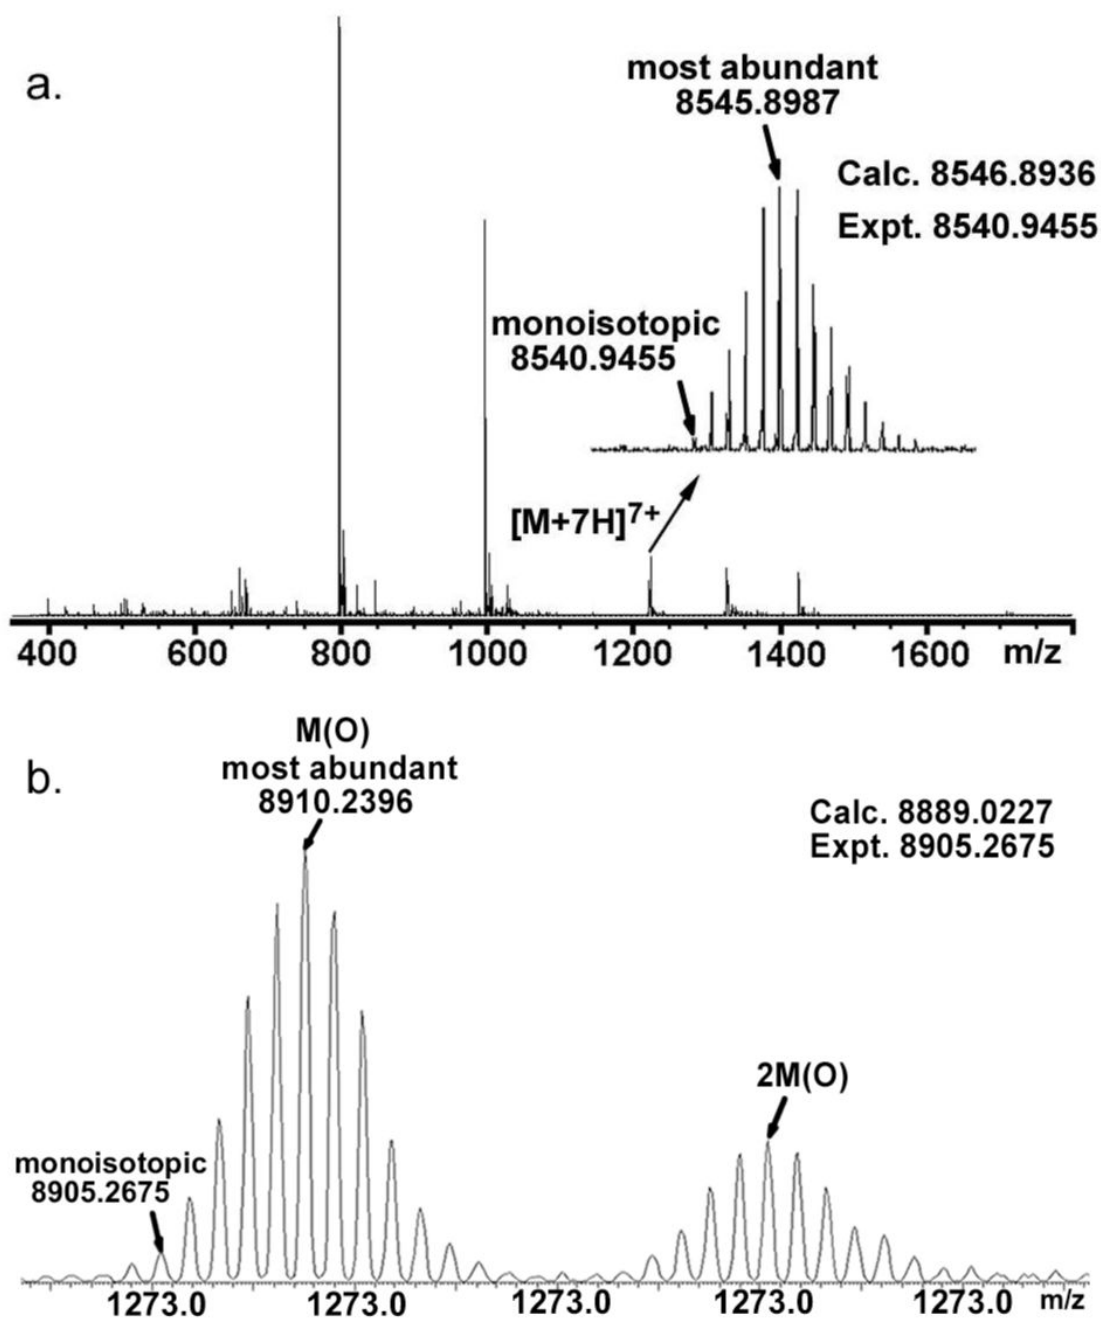 a.
most abundant
8545.8987
Calc. 8546.8936
Expt. 8540.9455
monoisotopic
8540.9455
[M+7H]7+
400 600 800 1000 1200 1400 1600 m/z
b.
M(O)
most abundant
8910.2396
Calc. 8889.0227
Expt. 8905.2675
2M(O)
monoisotopic
8905.2675
1273.0 1273.0 1273.0 1273.0 1273.0 m/z